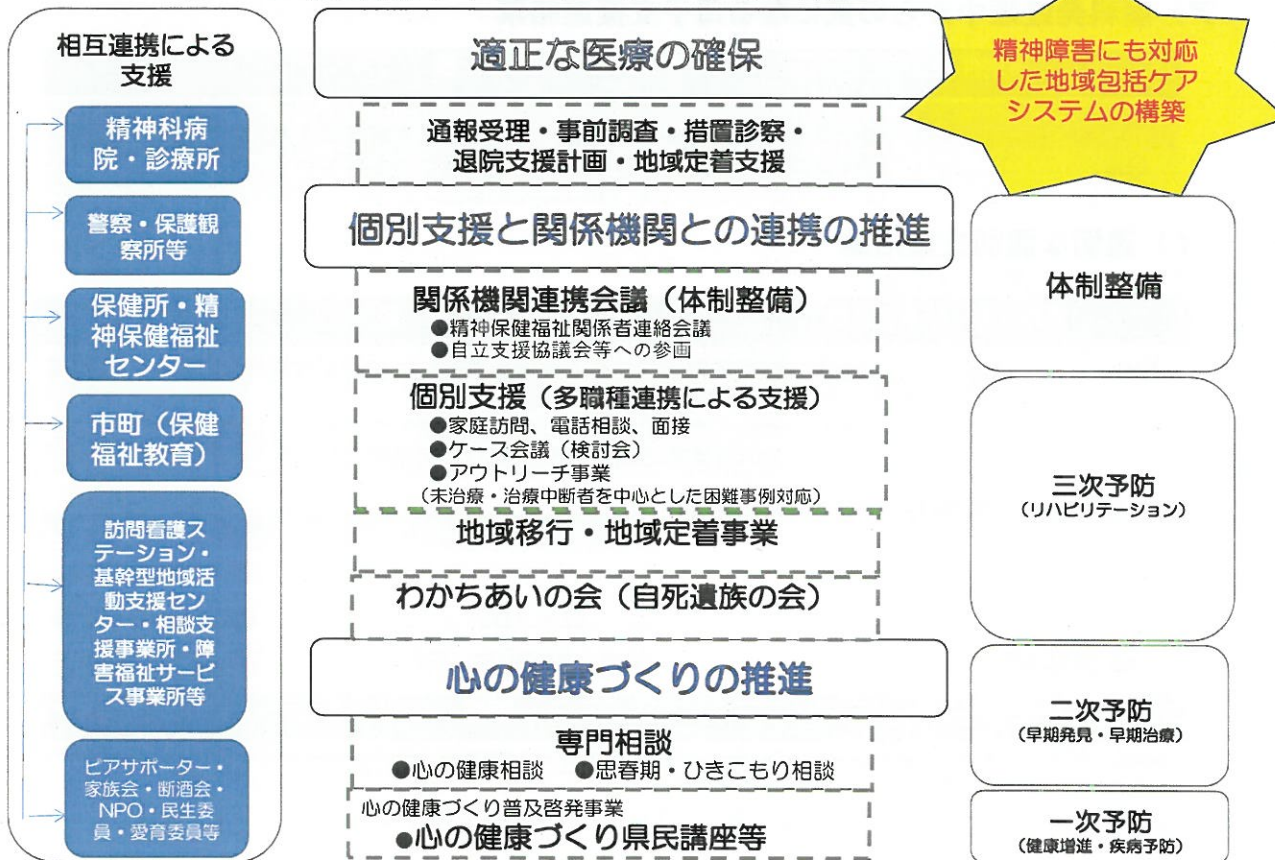 相互連携による
支援
精神科病
院・診療所
警察・保護観
察所等
保健所・精
神保健福祉
センター
市町（保健
福祉教育）
訪問看護ス
テーション・
基幹型地域活
動支援セン
ター・相談支
援事業所・障
害福祉サービ
ス事業所等
ピアサポーター・
家族会・断酒会・
NPO・民生委
員・愛育委員等
適正な医療の確保
通報受理・事前調査・措置診察・
退院支援計画・地域定着支援
個別支援と関係機関との連携の推進
関係機関連携会議（体制整備）
●精神保健福祉関係者連絡会議
●自立支援協議会等への参画
個別支援（多職種連携による支援）
●家庭訪問、電話相談、面接
●ケース会議（検討会）
●アウトリーチ事業
（未治療・治療中断者を中心とした困難事例対応）
地域移行・地域定着事業
わかちあいの会（自死遺族の会）
心の健康づくりの推進
専門相談
●心の健康相談　●思春期・ひきこもり相談
心の健康づくり普及啓発事業
●心の健康づくり県民講座等
精神障害にも対応
した地域包括ケア
システムの構築
体制整備
三次予防
（リハビリテーション）
二次予防
（早期発見・早期治療）
一次予防
（健康増進・疾病予防）